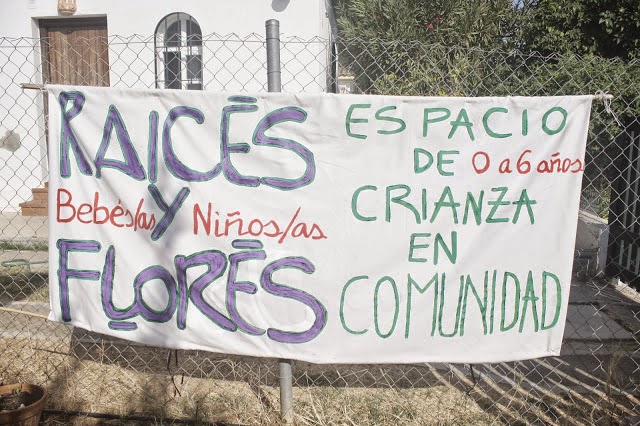 RAICES
Bebés/as Y Niños/as
FLORES
ESPACIO
DE 0 a 6 años
CRIANZA
EN
COMUNIDAD